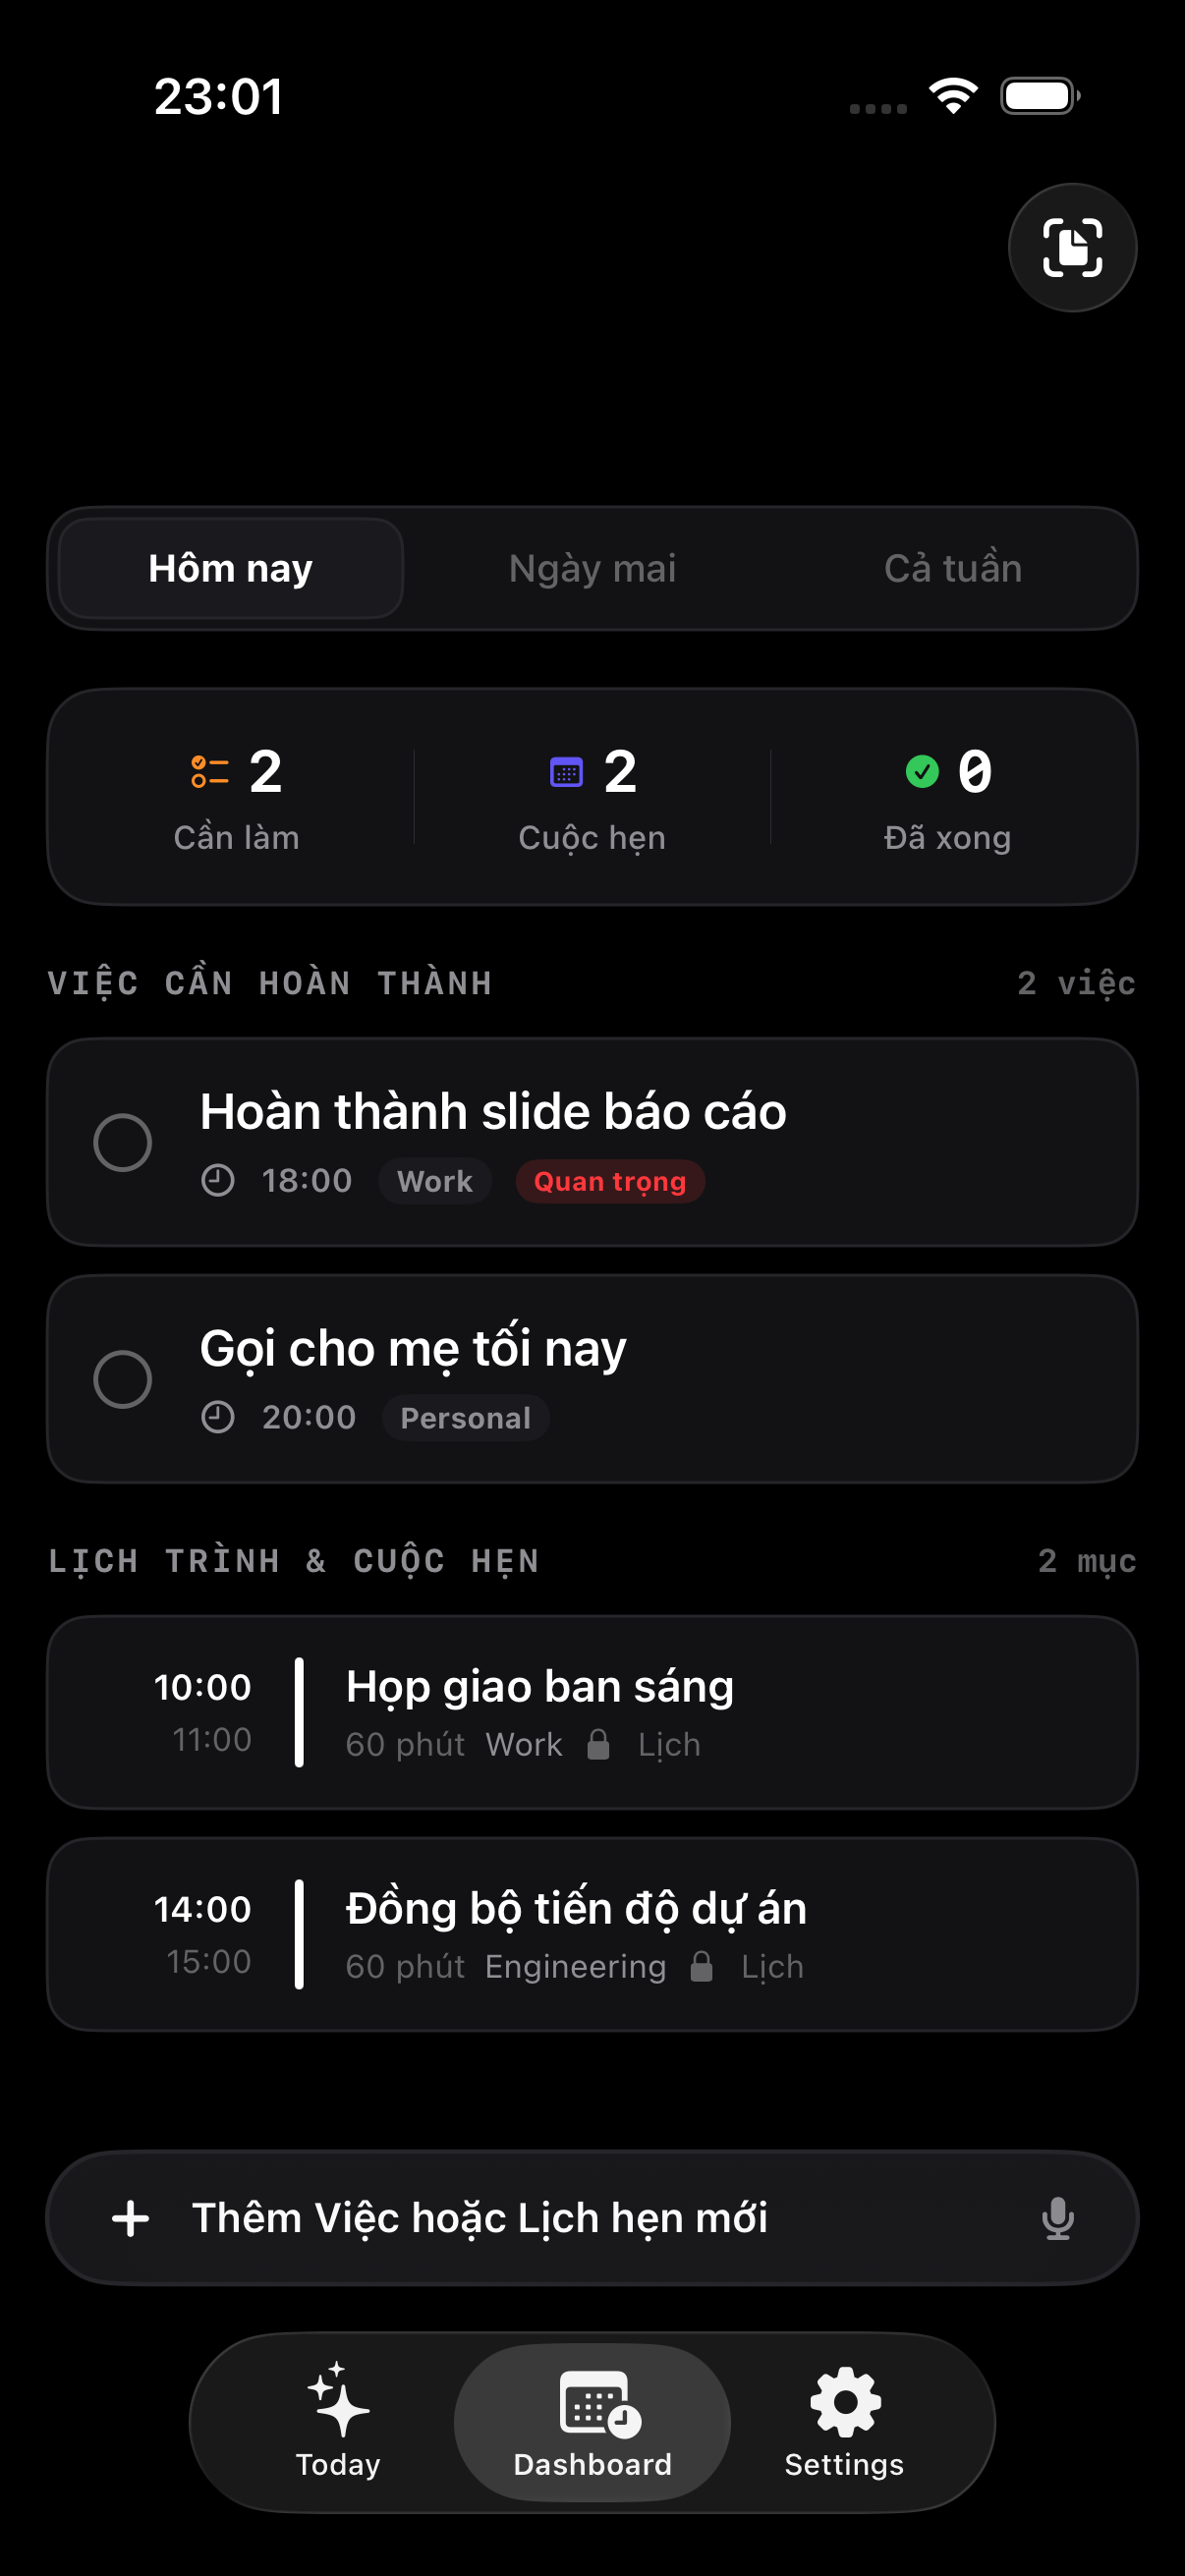 23:01
Hôm nay
Ngày mai
Cả tuần
2
Cần làm
2
Cuộc hẹn
0
Đã xong
VIỆC CẦN HOÀN THÀNH
2 việc
Hoàn thành slide báo cáo
18:00 Work Quan trọng
Gọi cho mẹ tối nay
20:00 Personal
LỊCH TRÌNH & CUỘC HẸN
2 mục
10:00
11:00
Họp giao ban sáng
60 phút Work Lịch
14:00
15:00
Đồng bộ tiến độ dự án
60 phút Engineering Lịch
Thêm Việc hoặc Lịch hẹn mới
Today
Dashboard
Settings